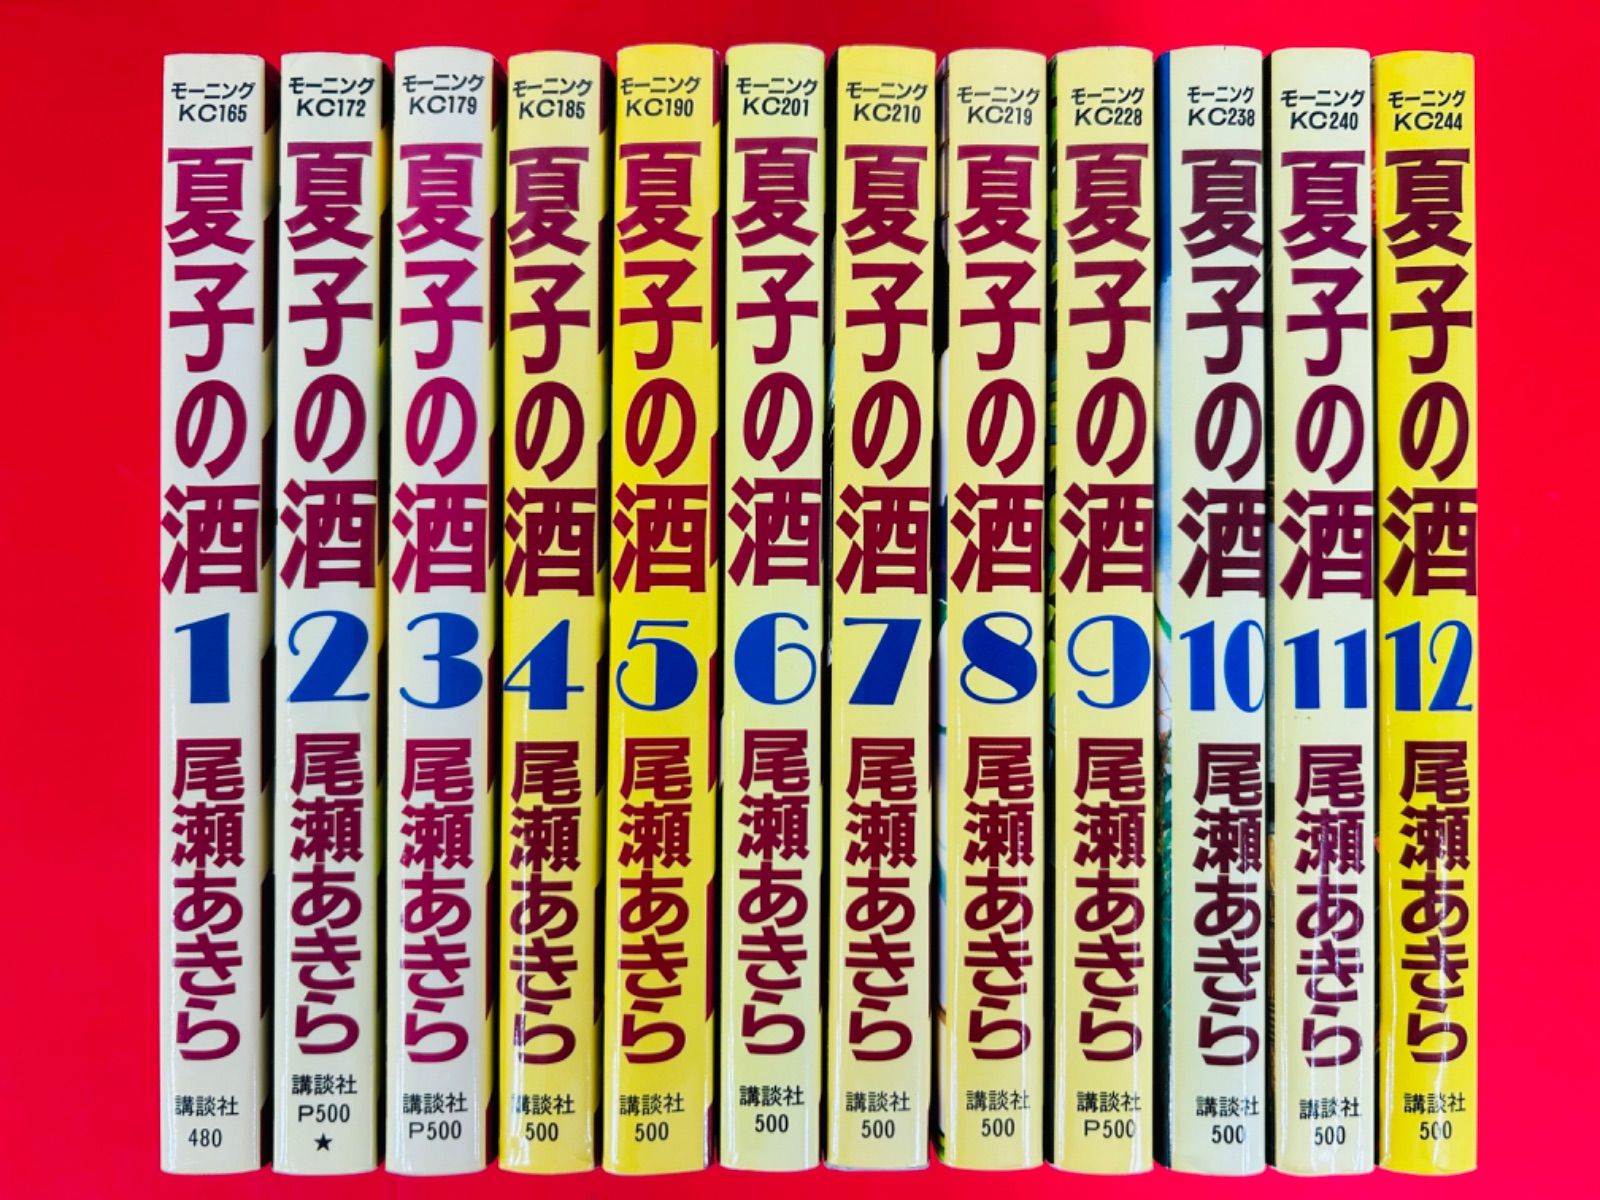 モーニング
KC165
夏子の酒
1
尾瀬あきら
講談社
480
モーニング
KC172
夏子の酒
2
尾瀬あきら
講談社
P500
★
モーニング
KC179
夏子の酒
3
尾瀬あきら
講談社
P500
モーニング
KC185
夏子の酒
4
尾瀬あきら
講談社
500
モーニング
KC190
夏子の酒
5
尾瀬あきら
講談社
500
モーニング
KC201
夏子の酒
6
尾瀬あきら
講談社
500
モーニング
KC210
夏子の酒
7
尾瀬あきら
講談社
500
モーニング
KC219
夏子の酒
8
尾瀬あきら
講談社
500
モーニング
KC228
夏子の酒
9
尾瀬あきら
講談社
P500
モーニング
KC238
夏子の酒
10
尾瀬あきら
講談社
500
モーニング
KC240
夏子の酒
11
尾瀬あきら
講談社
500
モーニング
KC244
夏子の酒
12
尾瀬あきら
講談社
500